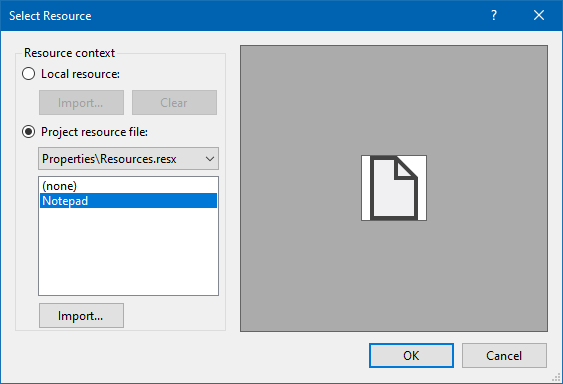 Select Resource
?
Resource context
Local resource:
Import...
Clear
Project resource file:
Properties\Resources.resx
(none)
Notepad
Import...
OK
Cancel